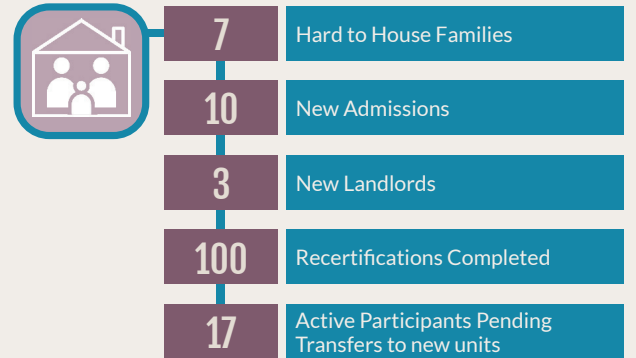 7
Hard to House Families
10
New Admissions
3
New Landlords
100
Recertifications Completed
17
Active Participants Pending
Transfers to new units